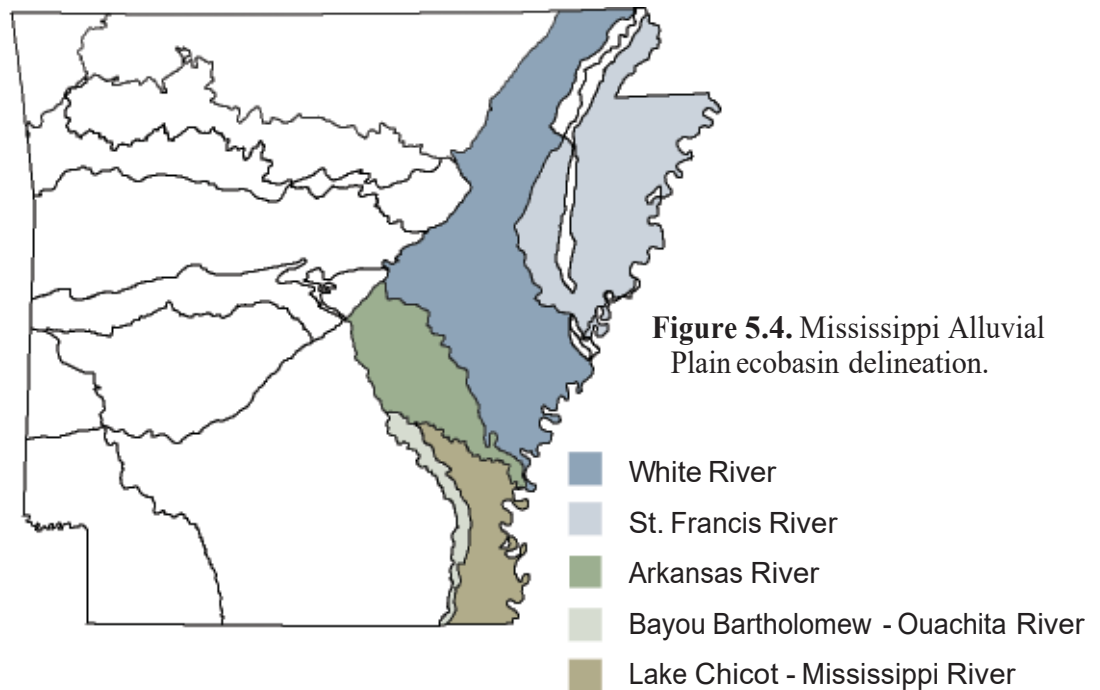 Figure 5.4. Mississippi Alluvial
Plain ecobasin delineation.
White River
St. Francis River
Arkansas River
Bayou Bartholomew - Ouachita River
Lake Chicot - Mississippi River